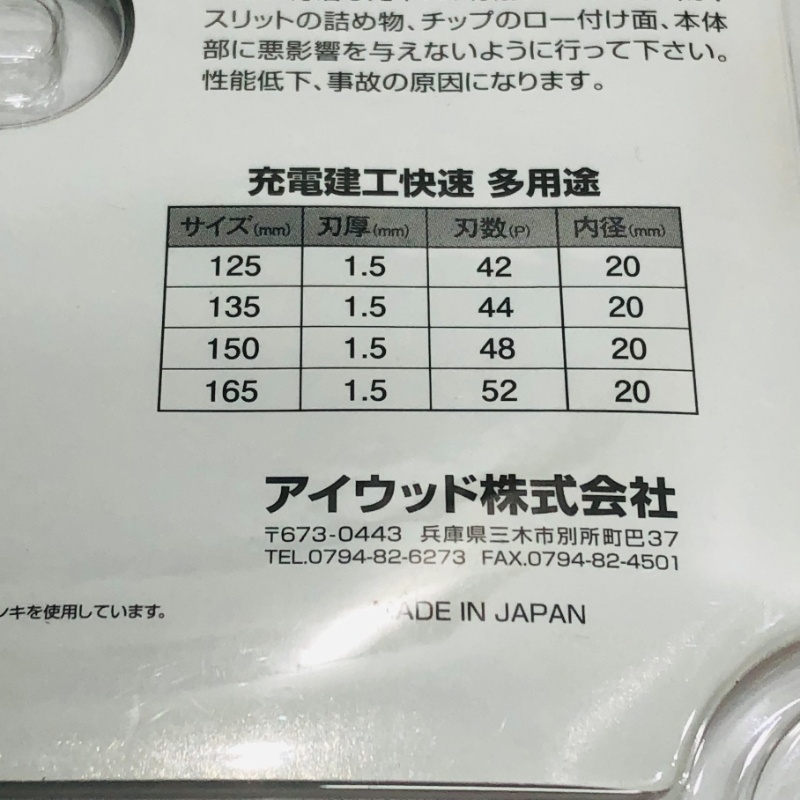 スリットの詰め物、チップのロー付け面、本体
部に悪影響を与えないように行って下さい。
性能低下、事故の原因になります。
充電建工快速 多用途
サイズ(mm) 刃厚(mm) 刃数(P) 内径(mm)
125 1.5 42 20
135 1.5 44 20
150 1.5 48 20
165 1.5 52 20
アイウッド株式会社
〒673-0443 兵庫県三木市別所町巴37
TEL.0794-82-6273 FAX.0794-82-4501
ンキを使用しています。
MADE IN JAPAN